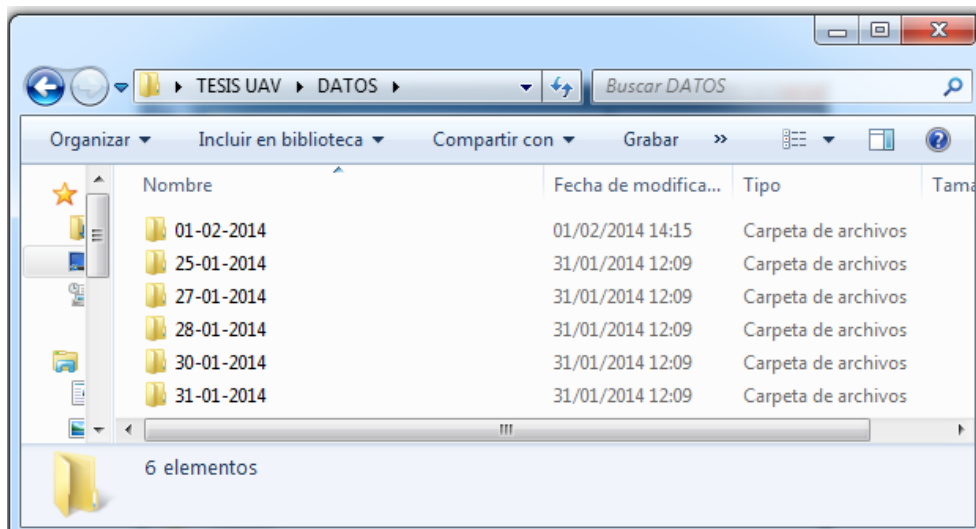 TESIS UAV DATOS Buscar DATOS
Organizar Incluir en biblioteca Compartir con Grabar »
Nombre Fecha de modifica... Tipo Tama
01-02-2014 01/02/2014 14:15 Carpeta de archivos
25-01-2014 31/01/2014 12:09 Carpeta de archivos
27-01-2014 31/01/2014 12:09 Carpeta de archivos
28-01-2014 31/01/2014 12:09 Carpeta de archivos
30-01-2014 31/01/2014 12:09 Carpeta de archivos
31-01-2014 31/01/2014 12:09 Carpeta de archivos
6 elementos